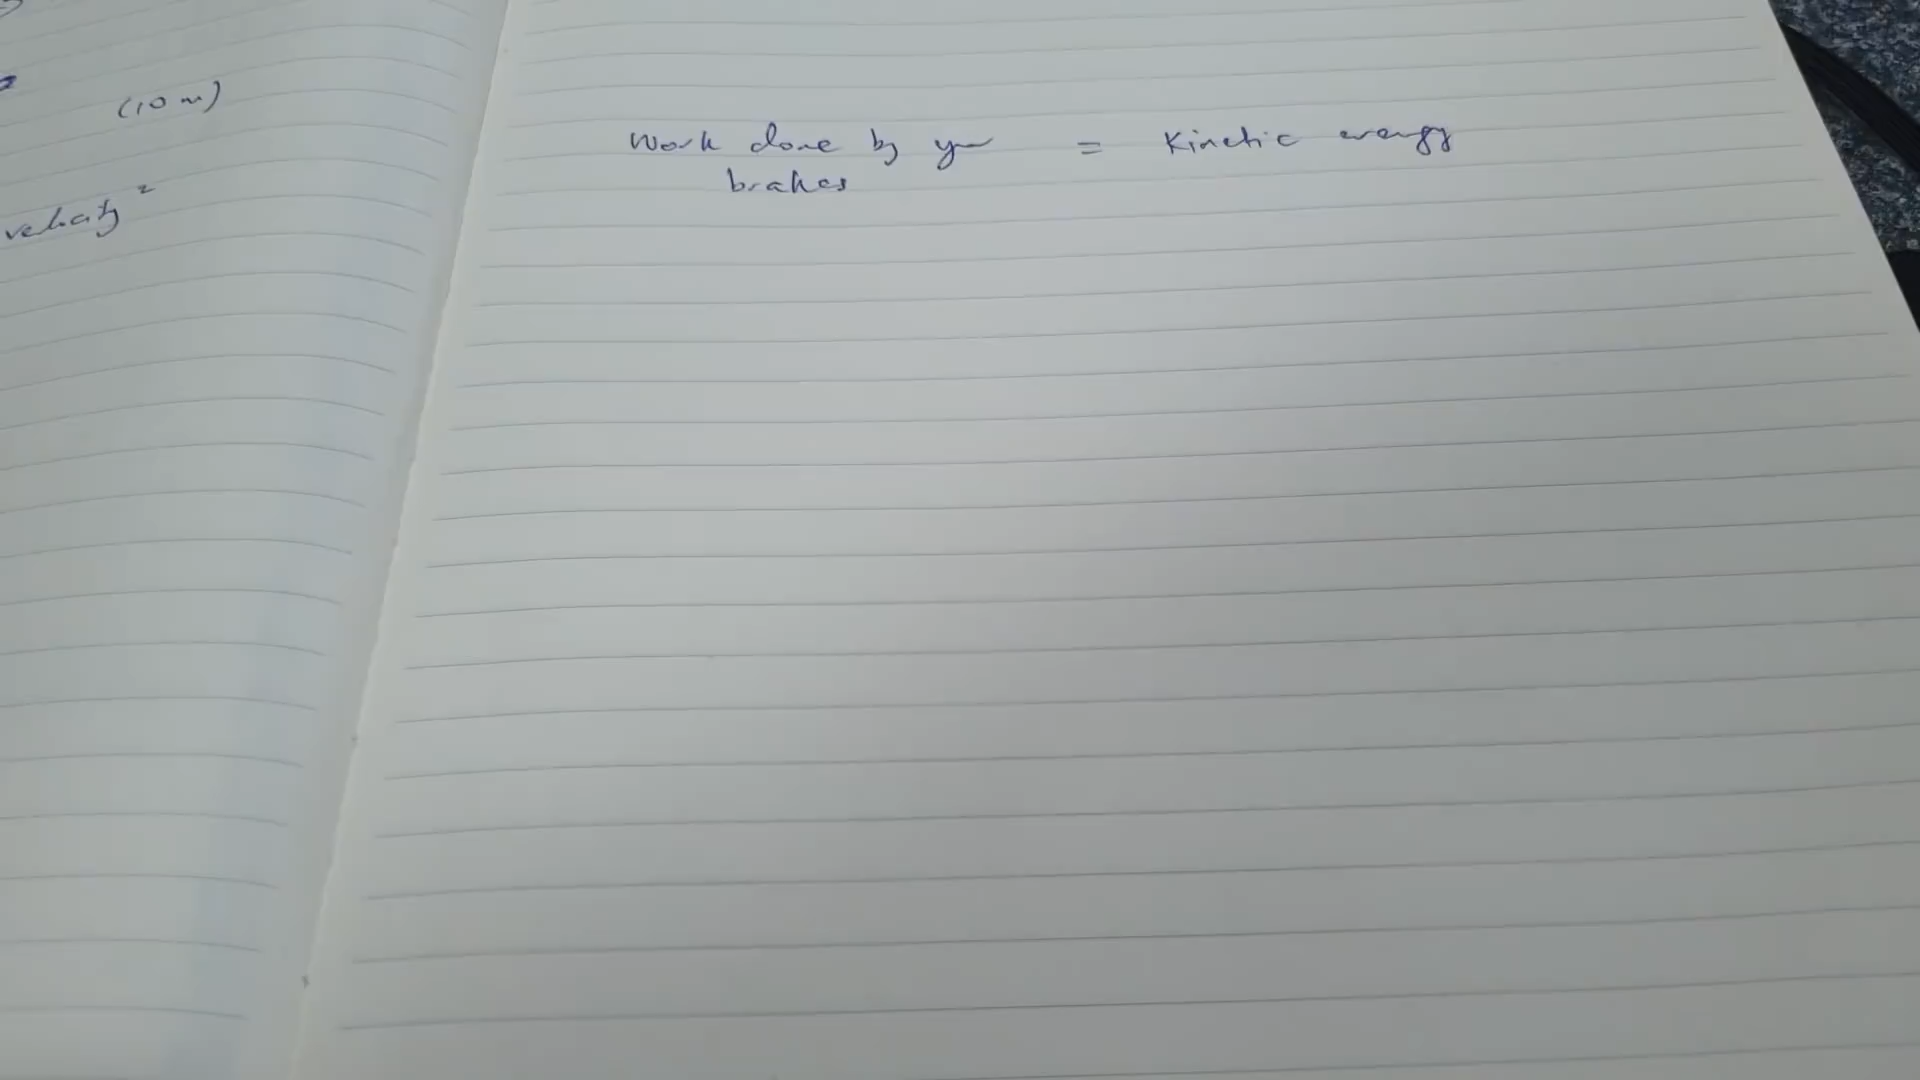 (10 m)
velocity²
Work done by your = Kinetic energy
brakes